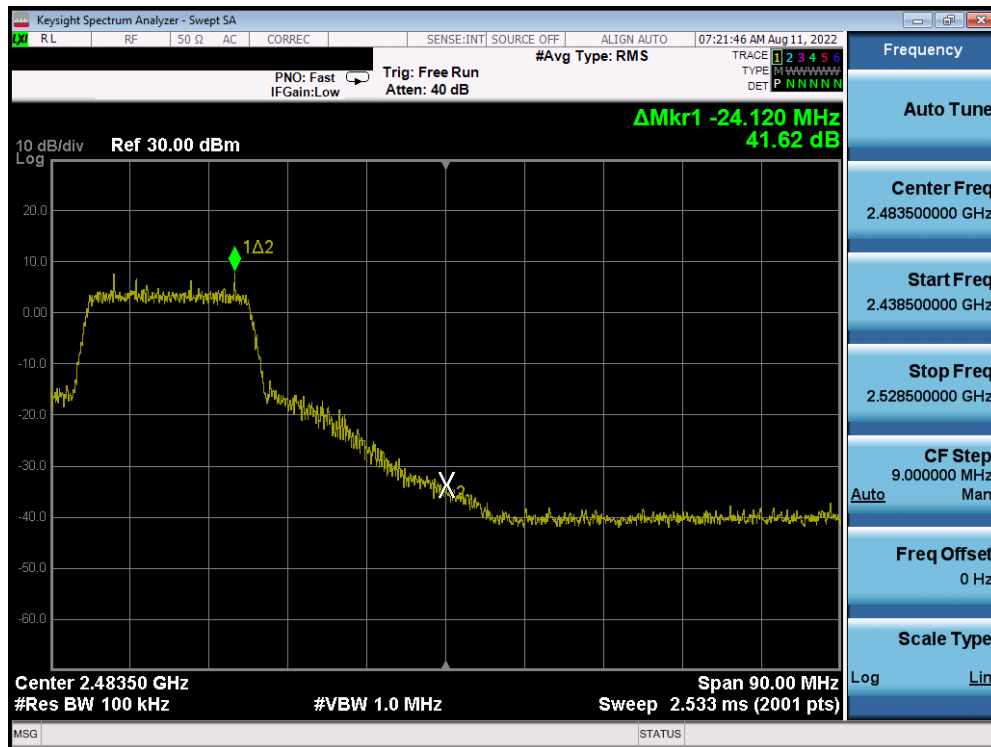 Keysight Spectrum Analyzer - Swept SA
LXI RL RF 50 Ω AC CORREC SENSE:INT SOURCE OFF ALIGN AUTO 07:21:46 AM Aug 11, 2022
#Avg Type: RMS
TRACE 1 2 3 4 5 6
PNO: Fast Trig: Free Run TYPE M WWWWW
IFGain:Low Atten: 40 dB DET P N N N N N
ΔMkr1 -24.120 MHz
41.62 dB
10 dB/div Ref 30.00 dBm
Log
20.0
1Δ2
10.0
0.00
-10.0
-20.0
-30.0
-40.0
-50.0
-60.0
Center 2.48350 GHz Span 90.00 MHz
#Res BW 100 kHz #VBW 1.0 MHz Sweep 2.533 ms (2001 pts)
MSG STATUS
Frequency
Auto Tune
Center Freq
2.483500000 GHz
Start Freq
2.438500000 GHz
Stop Freq
2.528500000 GHz
CF Step
9.000000 MHz
Auto Man
Freq Offset
0 Hz
Scale Type
Log Lin